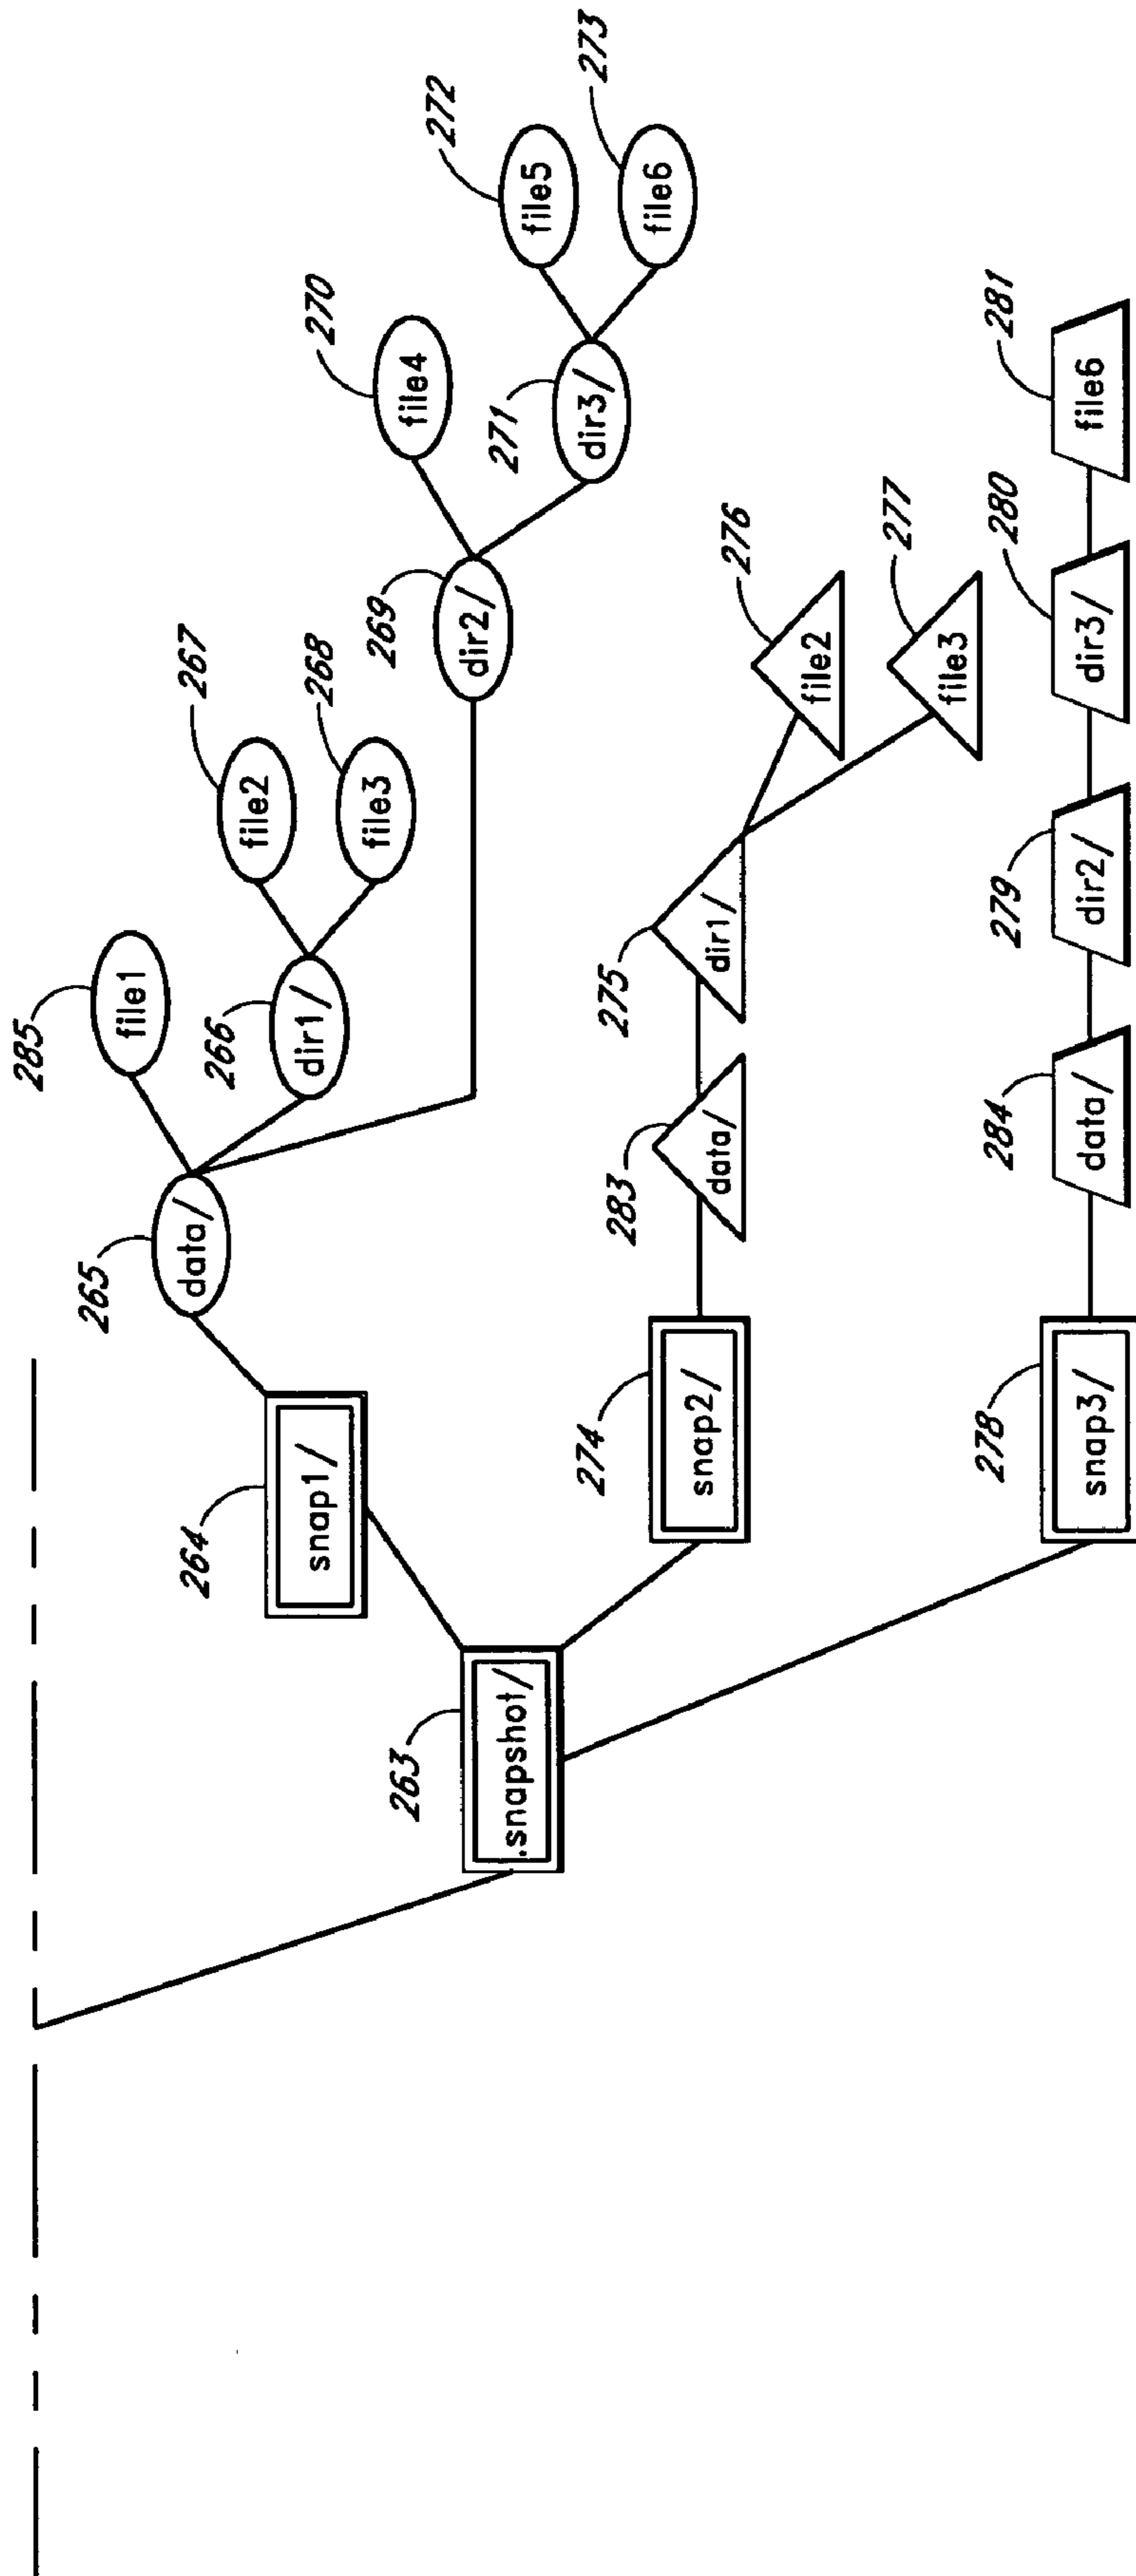 285
file1
267
file2
265
data/
266
dir1/
268
file3
270
file4
272
file5
269
dir2/
271
dir3/
273
file6
264
snap1/
263
.snapshot/
274
snap2/
283
data/
275
dir1/
276
file2
277
file3
278
snap3/
284
data/
279
dir2/
280
dir3/
281
file6